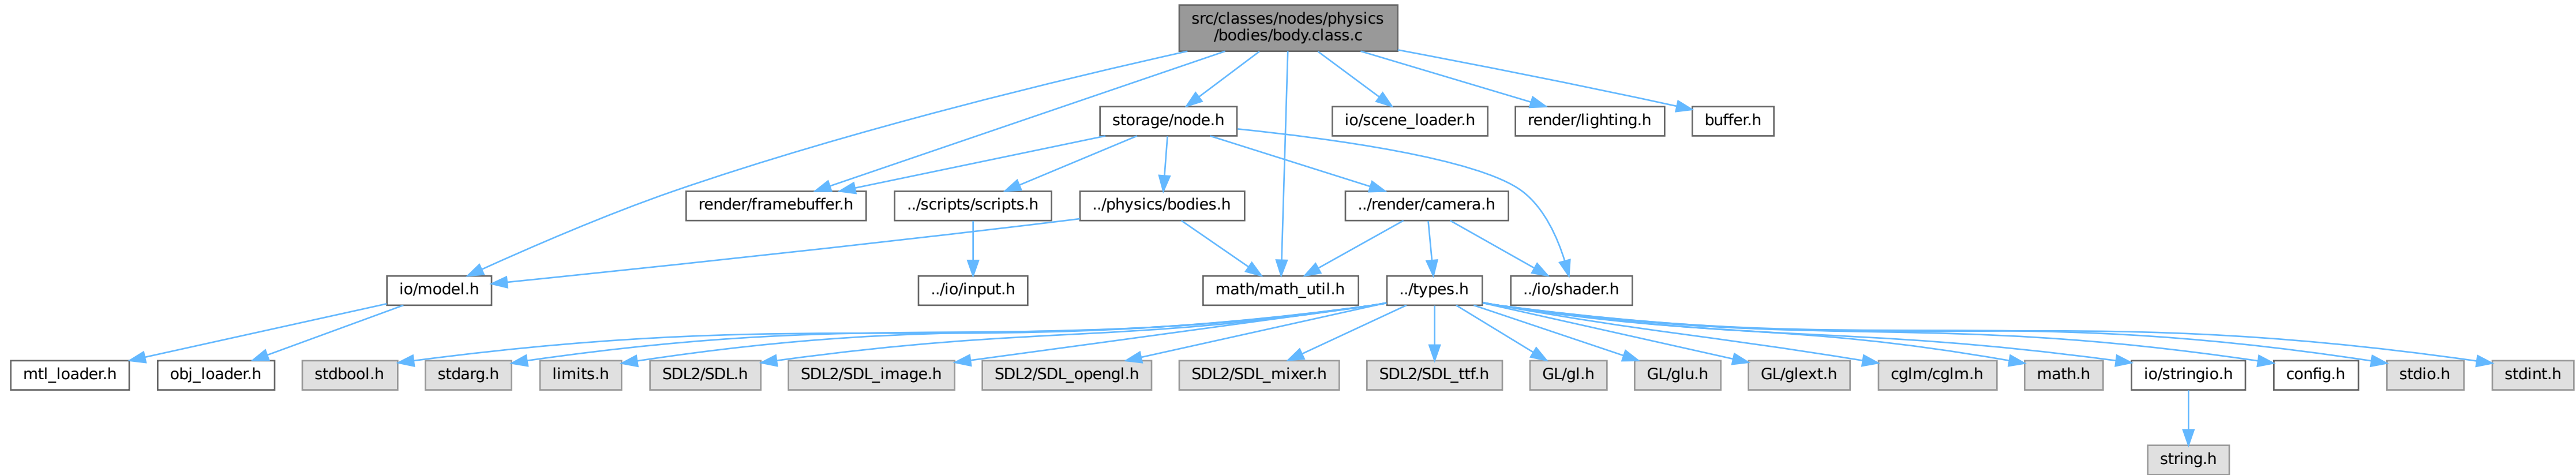 src/classes/nodes/physics
/bodies/body.class.c
storage/node.h
io/scene_loader.h
render/lighting.h
buffer.h
render/framebuffer.h
../scripts/scripts.h
../physics/bodies.h
../render/camera.h
io/model.h
../io/input.h
math/math_util.h
../types.h
../io/shader.h
mtl_loader.h
obj_loader.h
stdbool.h
stdarg.h
limits.h
SDL2/SDL.h
SDL2/SDL_image.h
SDL2/SDL_opengl.h
SDL2/SDL_mixer.h
SDL2/SDL_ttf.h
GL/gl.h
GL/glu.h
GL/glext.h
cglm/cglm.h
math.h
io/stringio.h
config.h
stdio.h
stdint.h
string.h